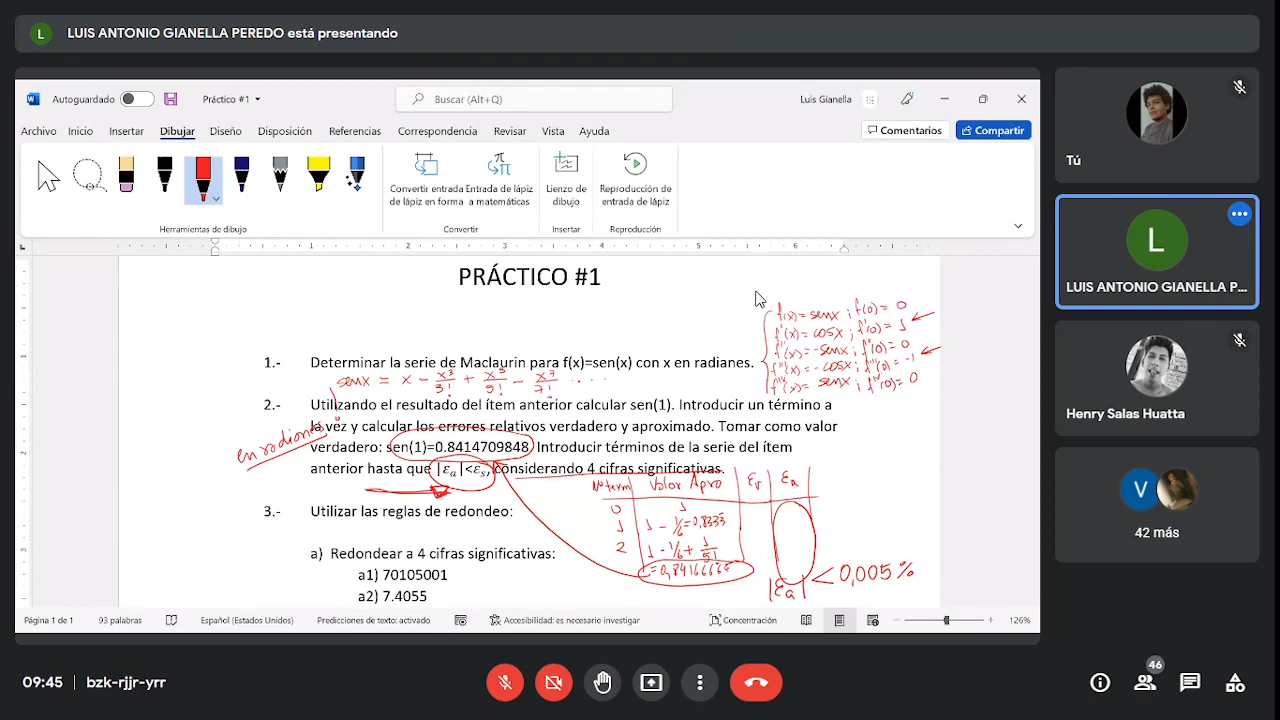 L LUIS ANTONIO GIANELLA PEREDO está presentando
Autoguardado Práctico #1 Buscar (Alt+Q) Luis Gianella
Archivo Inicio Insertar Dibujar Diseño Disposición Referencias Correspondencia Revisar Vista Ayuda Comentarios Compartir
Convertir entrada de lápiz en forma
Entrada de lápiz a matemáticas
Lienzo de dibujo
Reproducción de entrada de lápiz
Herramientas de dibujo Convertir Insertar Reproducción
1 2 3 4 5 6
PRÁCTICO #1
f(x)= senx ; f(0)= 0
f'(x)= cosx ; f'(0)= 1
f''(x)= -senx ; f''(0)= 0
f'''(x)= -cosx ; f'''(0)= -1
f''''(x)= senx ; f''''(0)= 0
1.- Determinar la serie de Maclaurin para f(x)=sen(x) con x en radianes.
senx = x - x³/3! + x⁵/5! - x⁷/7! ....
2.- Utilizando el resultado del ítem anterior calcular sen(1). Introducir un término a
la vez y calcular los errores relativos verdadero y aproximado. Tomar como valor
verdadero: sen(1)=0.8414709848 Introducir términos de la serie del ítem
anterior hasta que |εa|<εs, considerando 4 cifras significativas.
en radianes
Nº term Valor Apro εv εa
0 1
1 1 - 1/6 = 0,8333
2 1 - 1/6 + 1/5!
= 0,84166666
|εa| < 0,005 %
3.- Utilizar las reglas de redondeo:
a) Redondear a 4 cifras significativas:
a1) 70105001
a2) 7.4055
Página 1 de 1 93 palabras Español (Estados Unidos) Predicciones de texto: activado Accesibilidad: es necesario investigar Concentración 126%
Tú
L
LUIS ANTONIO GIANELLA P...
Henry Salas Huatta
V
42 más
09:45 | bzk-rjjr-yrr
46